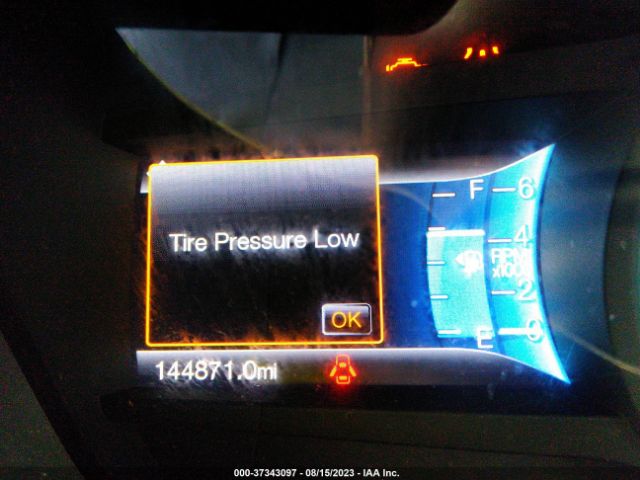 Tire Pressure Low
OK
F
6
4
RPM
x1000
2
E
0
144871.0mi
000-37343097 - 08/15/2023 - IAA Inc.